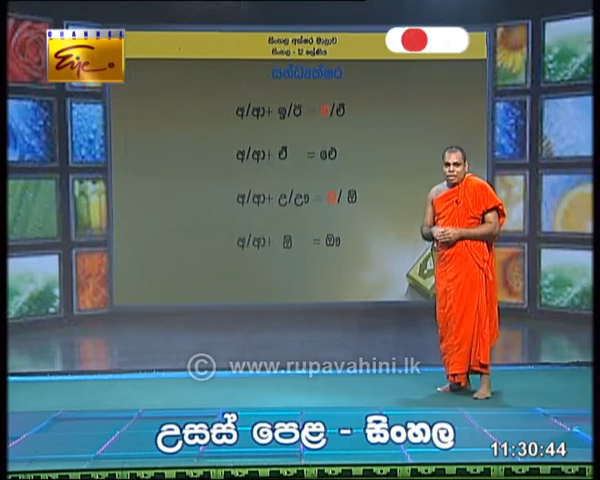 CHANNEL
Eye
සිංහල අක්ෂර මාලාව
සිංහල - 12 ශ්‍රේණිය
සන්ධ්‍යක්ෂර
අ/ආ+ ඉ/ඊ = එ/ඒ
අ/ආ+ ඒ = ඓ
අ/ආ+ උ/ඌ = ඔ/ ඕ
අ/ආ+ ඕ = ඖ
© www.rupavahini.lk
උසස් පෙළ - සිංහල
11:30:44